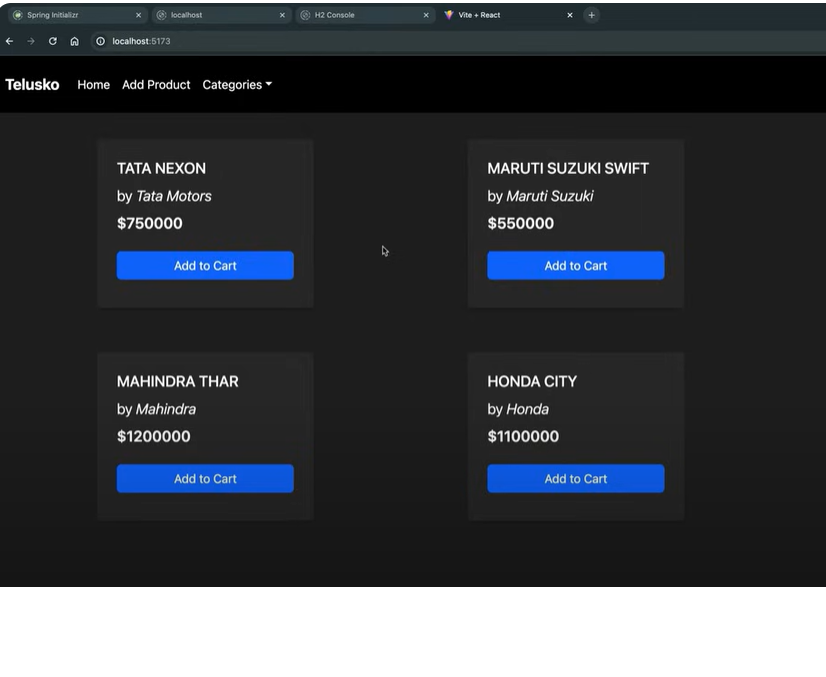 Spring Initializr localhost H2 Console Vite + React
localhost:5173
Telusko Home Add Product Categories
TATA NEXON
by Tata Motors
$750000
Add to Cart
MARUTI SUZUKI SWIFT
by Maruti Suzuki
$550000
Add to Cart
MAHINDRA THAR
by Mahindra
$1200000
Add to Cart
HONDA CITY
by Honda
$1100000
Add to Cart